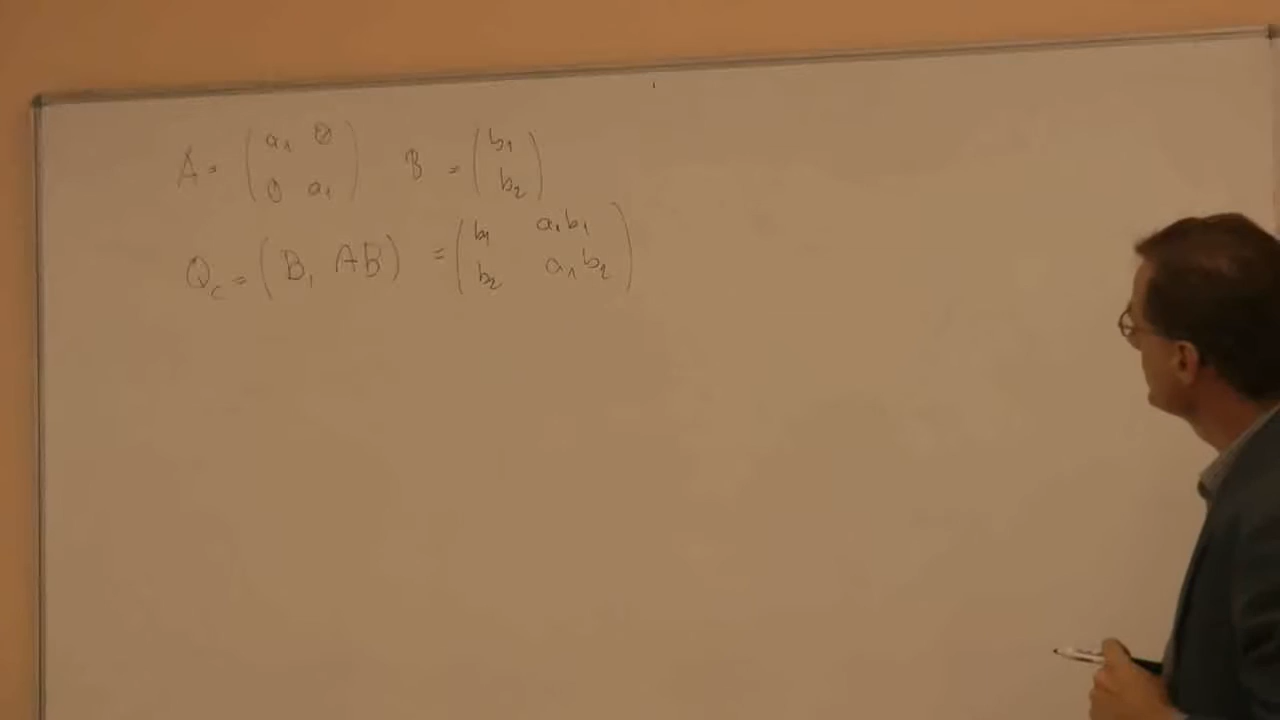 A = ( a₁ 0 ; 0 a₁ ) B = ( b₁ ; b₂ )
Q_c = ( B, AB ) = ( b₁ a₁b₁ ; b₂ a₁b₂ )